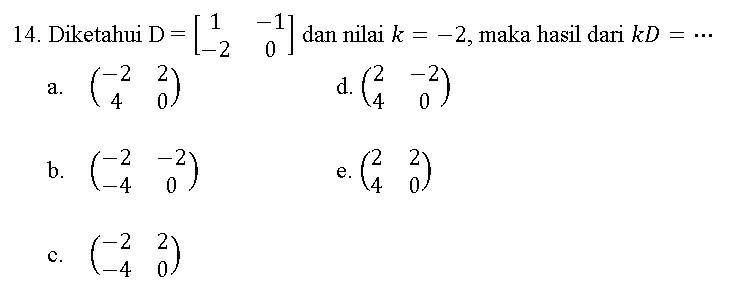 14. Diketahui D = [1 −1; −2 0] dan nilai k = −2, maka hasil dari kD = ⋯
a. (−2 2; 4 0) d. (2 −2; 4 0)
b. (−2 −2; −4 0) e. (2 2; 4 0)
c. (−2 2; −4 0)